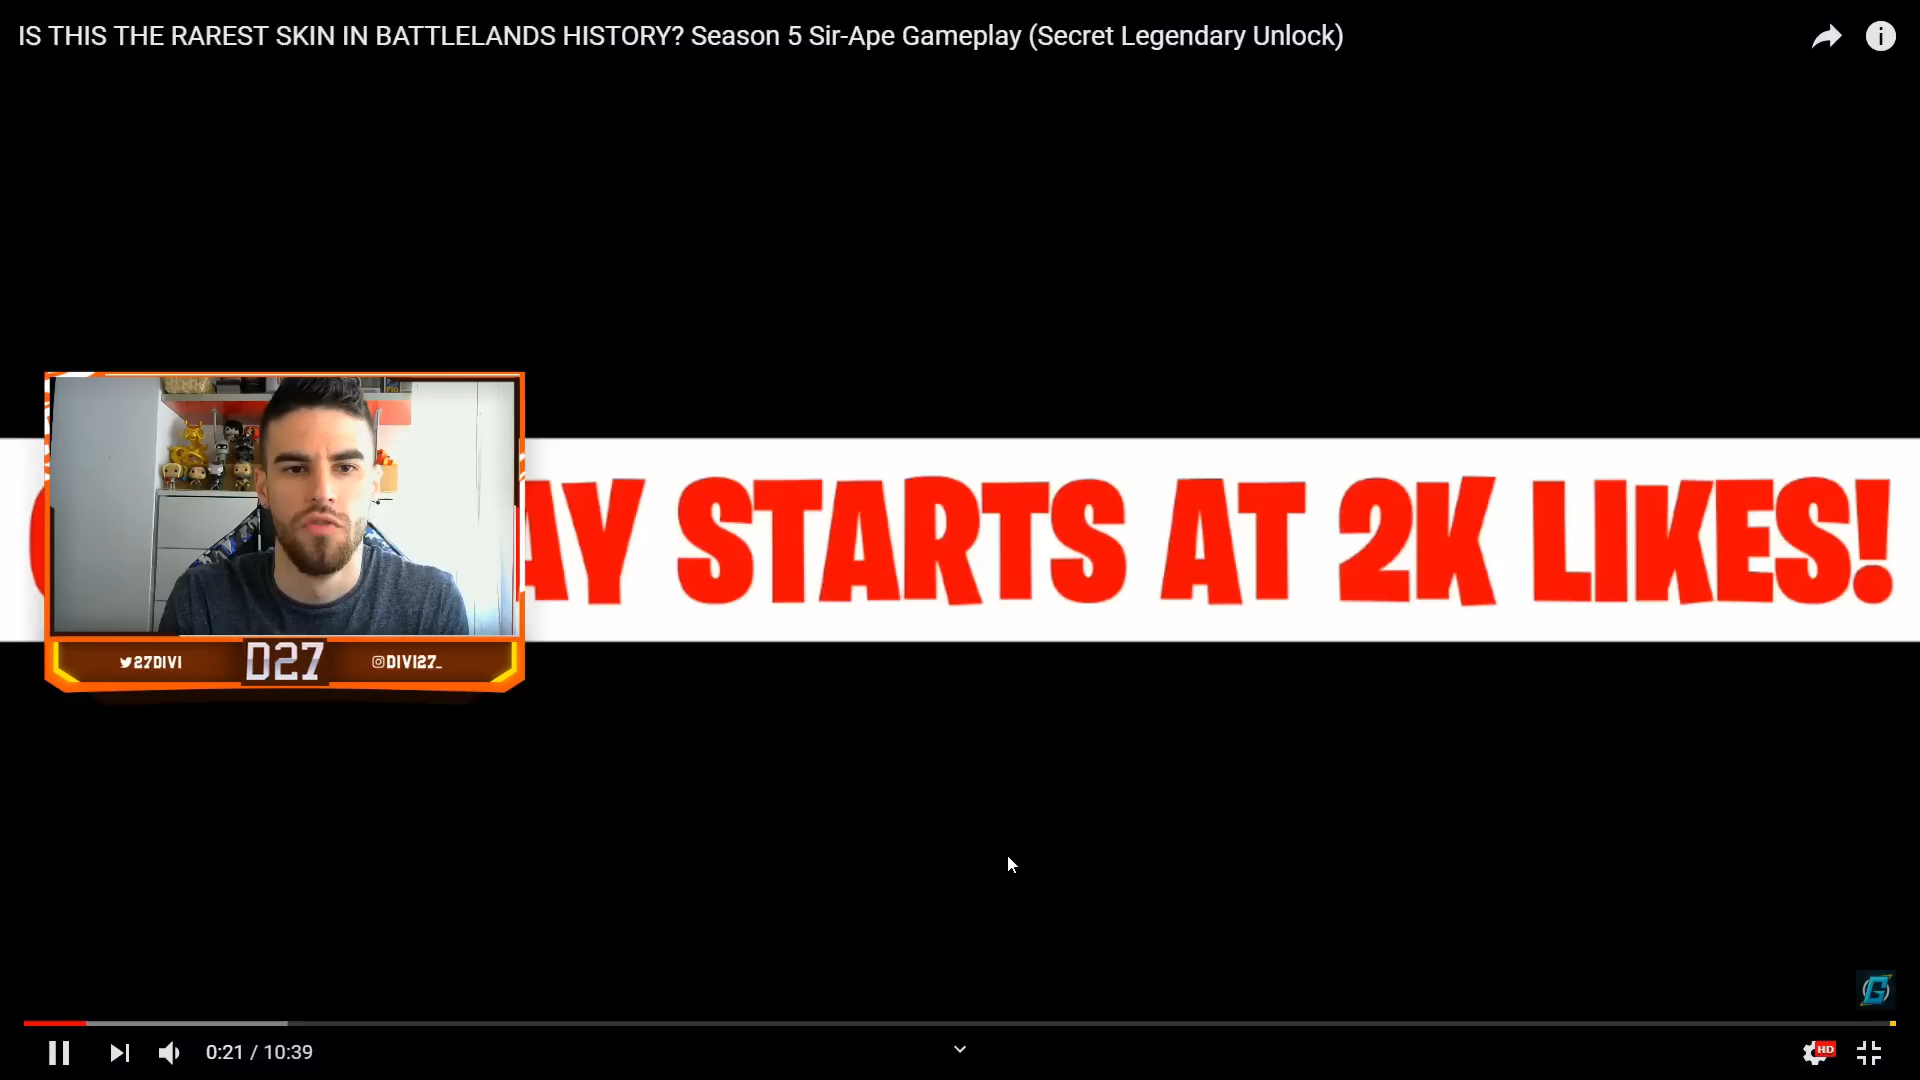 IS THIS THE RAREST SKIN IN BATTLELANDS HISTORY? Season 5 Sir-Ape Gameplay (Secret Legendary Unlock)
AY STARTS AT 2K LIKES!
27DIVI D27 DIVI27_
0:21 / 10:39
HD